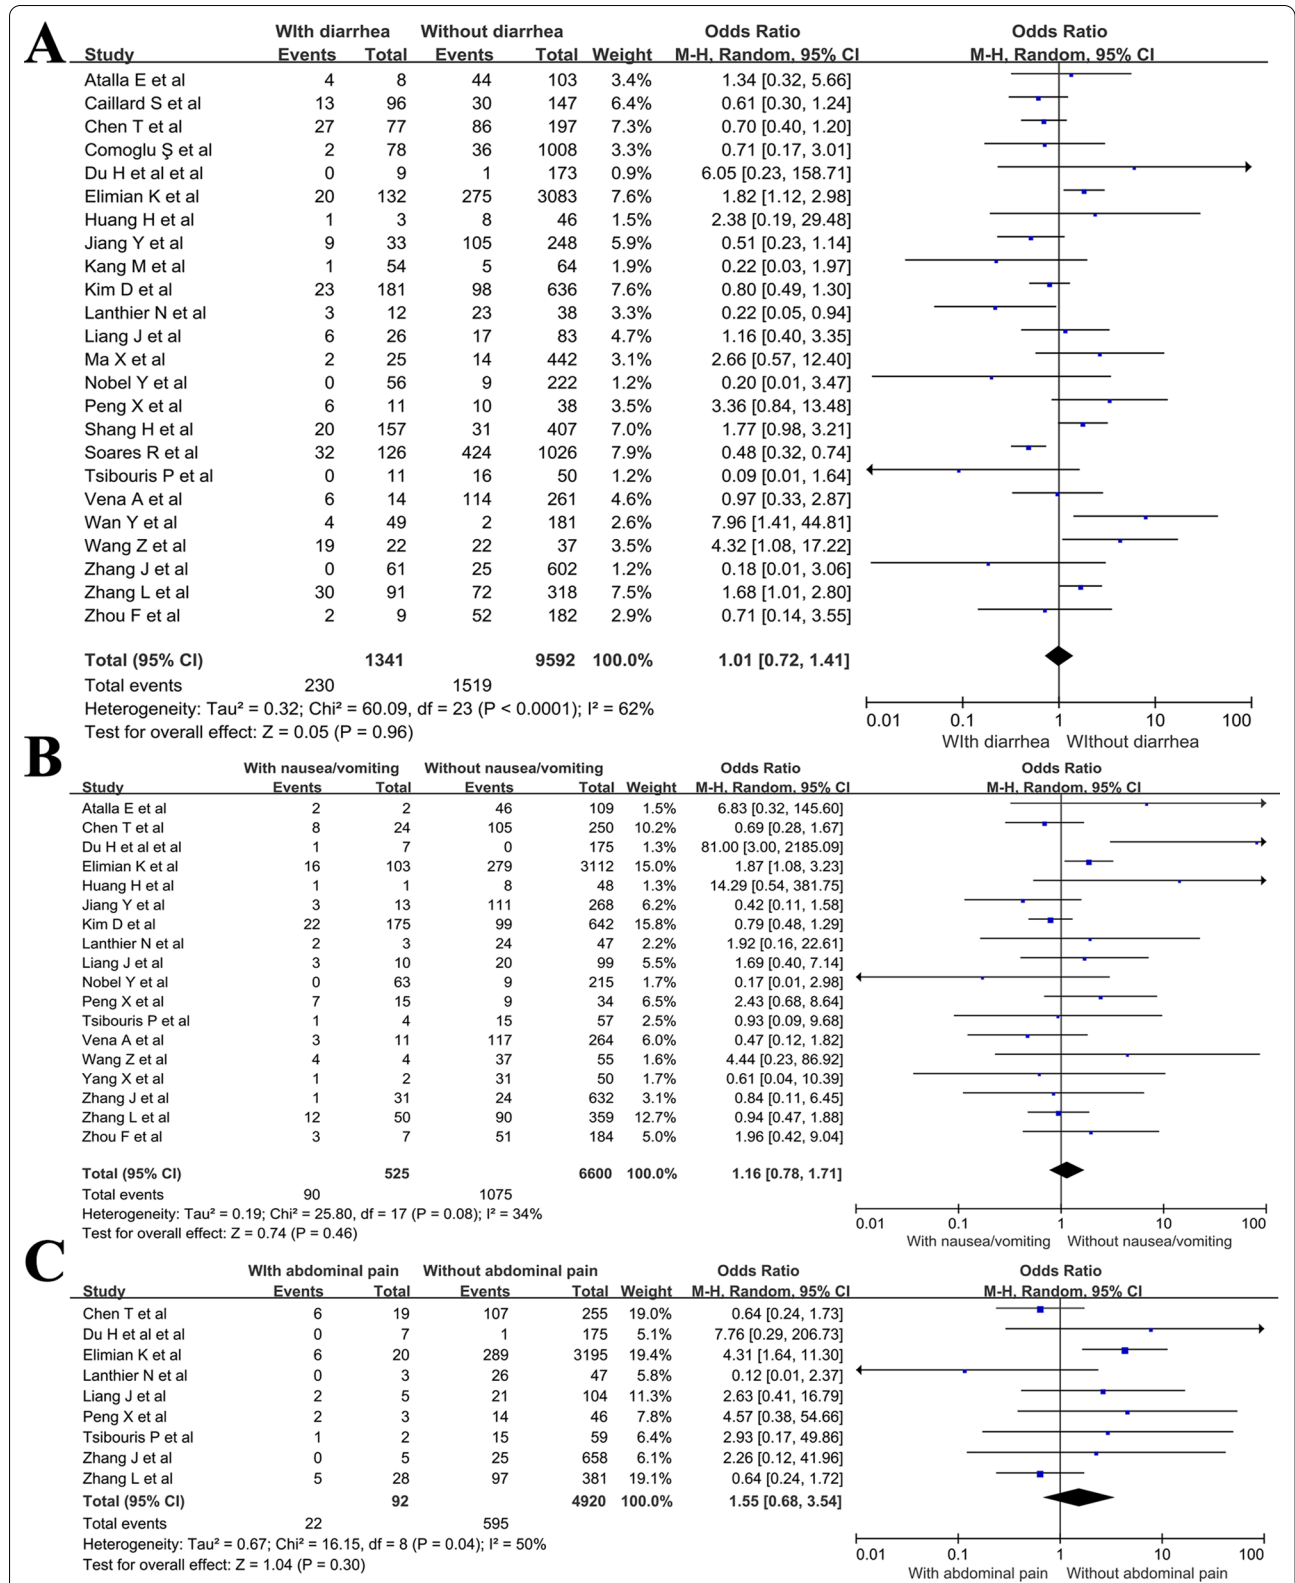 A
WIth diarrhea Without diarrhea Odds Ratio Odds Ratio
Study Events Total Events Total Weight M-H, Random, 95% CI M-H, Random, 95% CI
Atalla E et al 4 8 44 103 3.4% 1.34 [0.32, 5.66]
Caillard S et al 13 96 30 147 6.4% 0.61 [0.30, 1.24]
Chen T et al 27 77 86 197 7.3% 0.70 [0.40, 1.20]
Comoglu Ş et al 2 78 36 1008 3.3% 0.71 [0.17, 3.01]
Du H et al et al 0 9 1 173 0.9% 6.05 [0.23, 158.71]
Elimian K et al 20 132 275 3083 7.6% 1.82 [1.12, 2.98]
Huang H et al 1 3 8 46 1.5% 2.38 [0.19, 29.48]
Jiang Y et al 9 33 105 248 5.9% 0.51 [0.23, 1.14]
Kang M et al 1 54 5 64 1.9% 0.22 [0.03, 1.97]
Kim D et al 23 181 98 636 7.6% 0.80 [0.49, 1.30]
Lanthier N et al 3 12 23 38 3.3% 0.22 [0.05, 0.94]
Liang J et al 6 26 17 83 4.7% 1.16 [0.40, 3.35]
Ma X et al 2 25 14 442 3.1% 2.66 [0.57, 12.40]
Nobel Y et al 0 56 9 222 1.2% 0.20 [0.01, 3.47]
Peng X et al 6 11 10 38 3.5% 3.36 [0.84, 13.48]
Shang H et al 20 157 31 407 7.0% 1.77 [0.98, 3.21]
Soares R et al 32 126 424 1026 7.9% 0.48 [0.32, 0.74]
Tsibouris P et al 0 11 16 50 1.2% 0.09 [0.01, 1.64]
Vena A et al 6 14 114 261 4.6% 0.97 [0.33, 2.87]
Wan Y et al 4 49 2 181 2.6% 7.96 [1.41, 44.81]
Wang Z et al 19 22 22 37 3.5% 4.32 [1.08, 17.22]
Zhang J et al 0 61 25 602 1.2% 0.18 [0.01, 3.06]
Zhang L et al 30 91 72 318 7.5% 1.68 [1.01, 2.80]
Zhou F et al 2 9 52 182 2.9% 0.71 [0.14, 3.55]
Total (95% CI) 1341 9592 100.0% 1.01 [0.72, 1.41]
Total events 230 1519
Heterogeneity: Tau² = 0.32; Chi² = 60.09, df = 23 (P < 0.0001); I² = 62%
Test for overall effect: Z = 0.05 (P = 0.96)
0.01 0.1 1 10 100
WIth diarrhea WIthout diarrhea
B
With nausea/vomiting Without nausea/vomiting Odds Ratio Odds Ratio
Study Events Total Events Total Weight M-H, Random, 95% CI M-H, Random, 95% CI
Atalla E et al 2 2 46 109 1.5% 6.83 [0.32, 145.60]
Chen T et al 8 24 105 250 10.2% 0.69 [0.28, 1.67]
Du H et al et al 1 7 0 175 1.3% 81.00 [3.00, 2185.09]
Elimian K et al 16 103 279 3112 15.0% 1.87 [1.08, 3.23]
Huang H et al 1 1 8 48 1.3% 14.29 [0.54, 381.75]
Jiang Y et al 3 13 111 268 6.2% 0.42 [0.11, 1.58]
Kim D et al 22 175 99 642 15.8% 0.79 [0.48, 1.29]
Lanthier N et al 2 3 24 47 2.2% 1.92 [0.16, 22.61]
Liang J et al 3 10 20 99 5.5% 1.69 [0.40, 7.14]
Nobel Y et al 0 63 9 215 1.7% 0.17 [0.01, 2.98]
Peng X et al 7 15 9 34 6.5% 2.43 [0.68, 8.64]
Tsibouris P et al 1 4 15 57 2.5% 0.93 [0.09, 9.68]
Vena A et al 3 11 117 264 6.0% 0.47 [0.12, 1.82]
Wang Z et al 4 4 37 55 1.6% 4.44 [0.23, 86.92]
Yang X et al 1 2 31 50 1.7% 0.61 [0.04, 10.39]
Zhang J et al 1 31 24 632 3.1% 0.84 [0.11, 6.45]
Zhang L et al 12 50 90 359 12.7% 0.94 [0.47, 1.88]
Zhou F et al 3 7 51 184 5.0% 1.96 [0.42, 9.04]
Total (95% CI) 525 6600 100.0% 1.16 [0.78, 1.71]
Total events 90 1075
Heterogeneity: Tau² = 0.19; Chi² = 25.80, df = 17 (P = 0.08); I² = 34%
Test for overall effect: Z = 0.74 (P = 0.46)
0.01 0.1 1 10 100
With nausea/vomiting Without nausea/vomiting
C
WIth abdominal pain Without abdominal pain Odds Ratio Odds Ratio
Study Events Total Events Total Weight M-H, Random, 95% CI M-H, Random, 95% CI
Chen T et al 6 19 107 255 19.0% 0.64 [0.24, 1.73]
Du H et al et al 0 7 1 175 5.1% 7.76 [0.29, 206.73]
Elimian K et al 6 20 289 3195 19.4% 4.31 [1.64, 11.30]
Lanthier N et al 0 3 26 47 5.8% 0.12 [0.01, 2.37]
Liang J et al 2 5 21 104 11.3% 2.63 [0.41, 16.79]
Peng X et al 2 3 14 46 7.8% 4.57 [0.38, 54.66]
Tsibouris P et al 1 2 15 59 6.4% 2.93 [0.17, 49.86]
Zhang J et al 0 5 25 658 6.1% 2.26 [0.12, 41.96]
Zhang L et al 5 28 97 381 19.1% 0.64 [0.24, 1.72]
Total (95% CI) 92 4920 100.0% 1.55 [0.68, 3.54]
Total events 22 595
Heterogeneity: Tau² = 0.67; Chi² = 16.15, df = 8 (P = 0.04); I² = 50%
Test for overall effect: Z = 1.04 (P = 0.30)
0.01 0.1 1 10 100
With abdominal pain Without abdominal pain